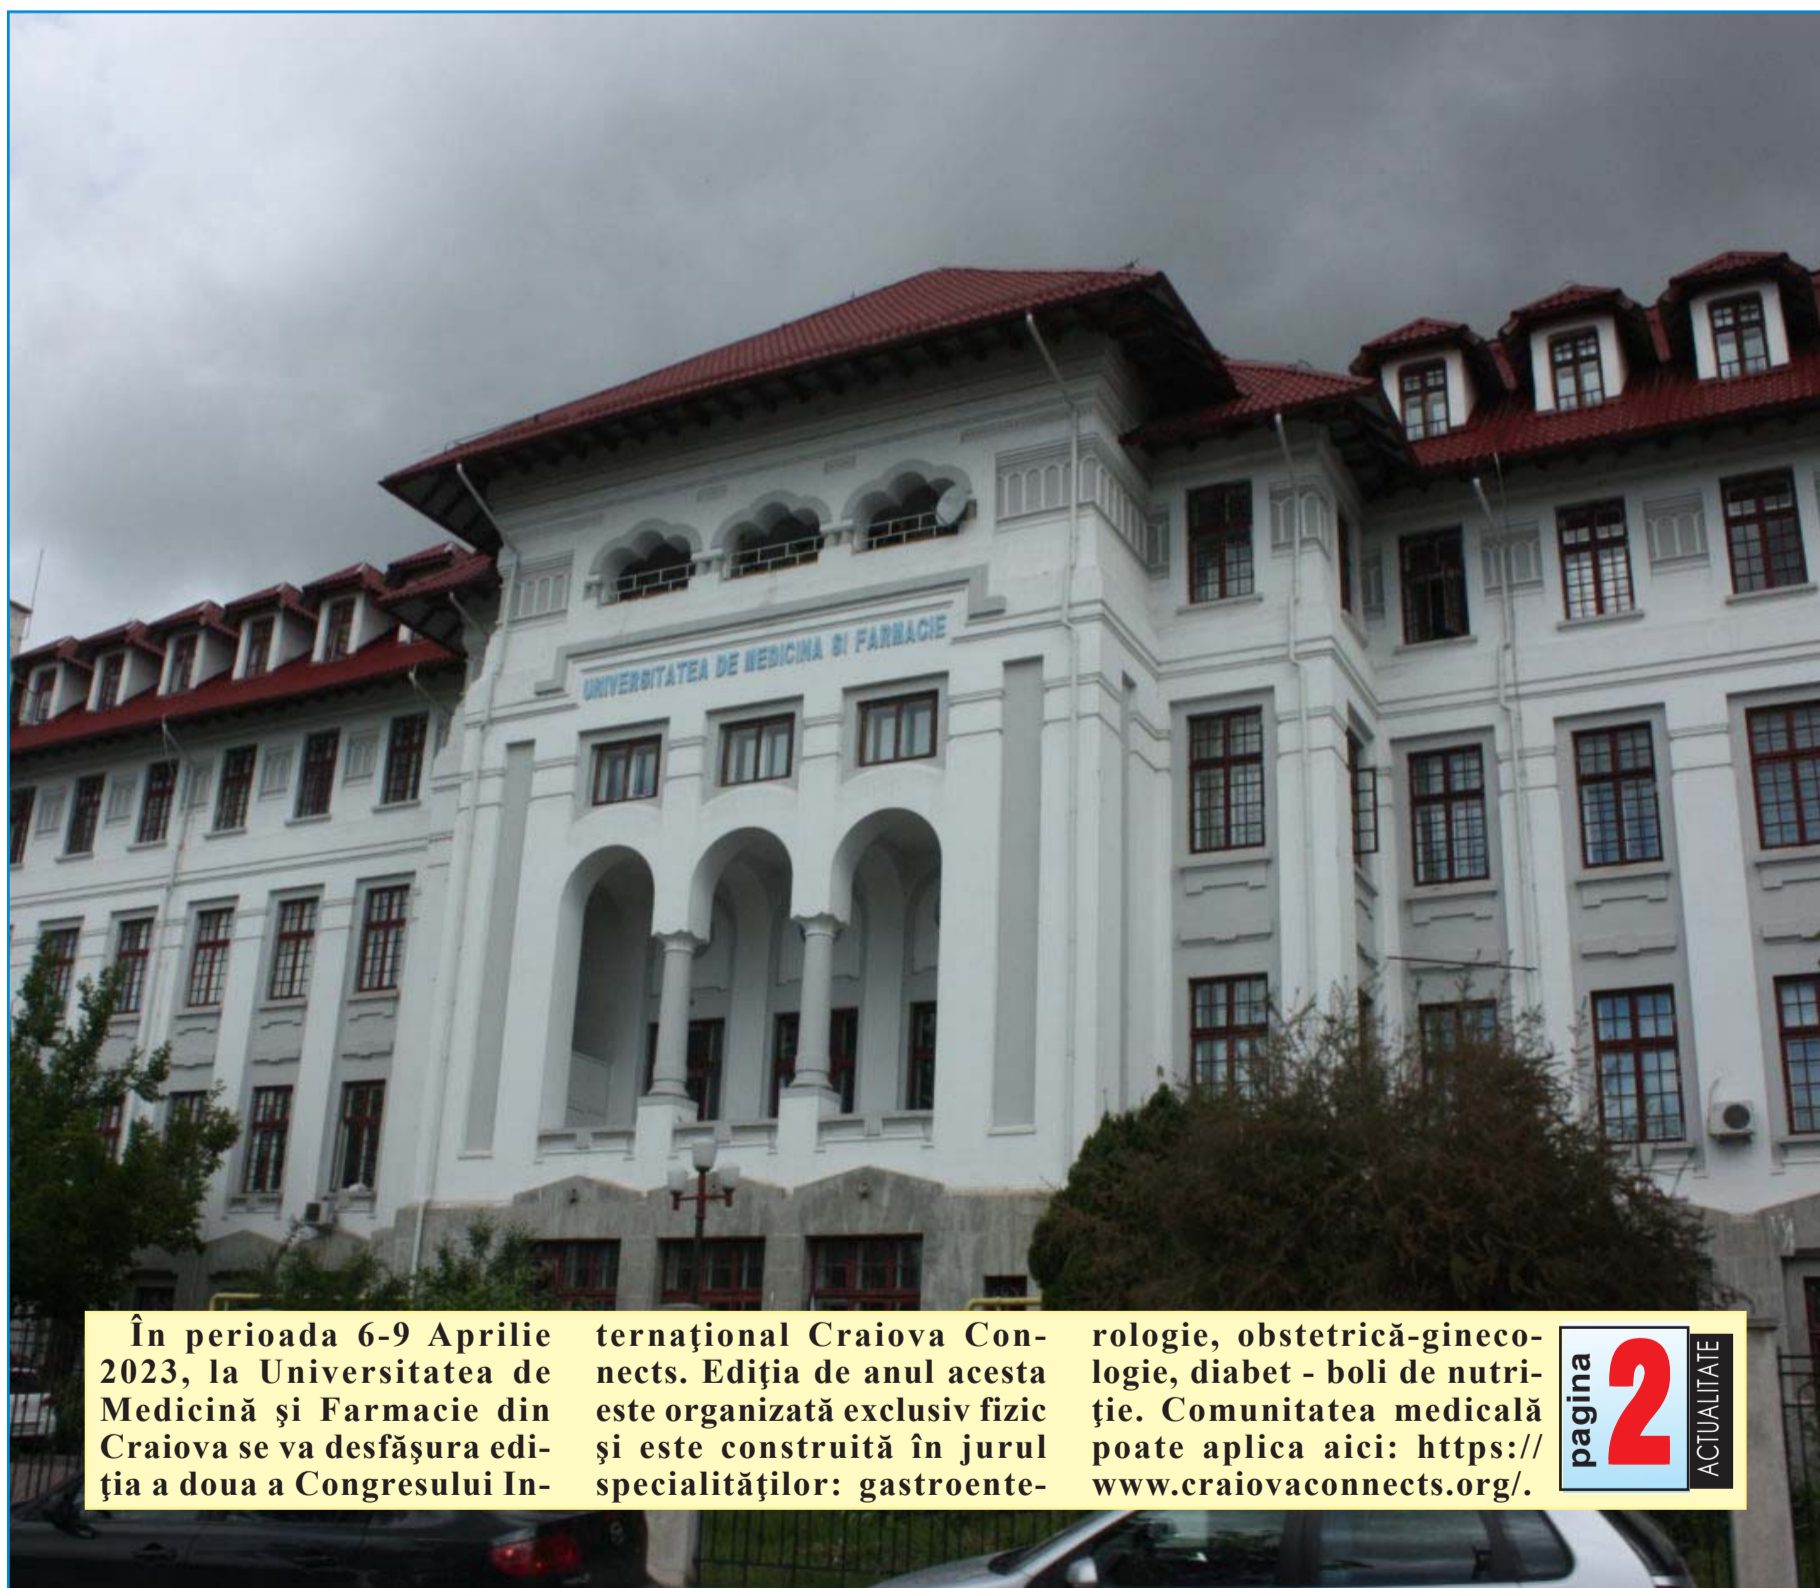 UNIVERSITATEA DE MEDICINA SI FARMACIE
În perioada 6-9 Aprilie
2023, la Universitatea de
Medicină şi Farmacie din
Craiova se va desfăşura edi-
ţia a doua a Congresului In-
ternaţional Craiova Con-
nects. Ediţia de anul acesta
este organizată exclusiv fizic
şi este construită în jurul
specialităţilor: gastroente-
rologie, obstetrică-gineco-
logie, diabet - boli de nutri-
ţie. Comunitatea medicală
poate aplica aici: https://
www.craiovaconnects.org/.
pagina
2
ACTUALITATE